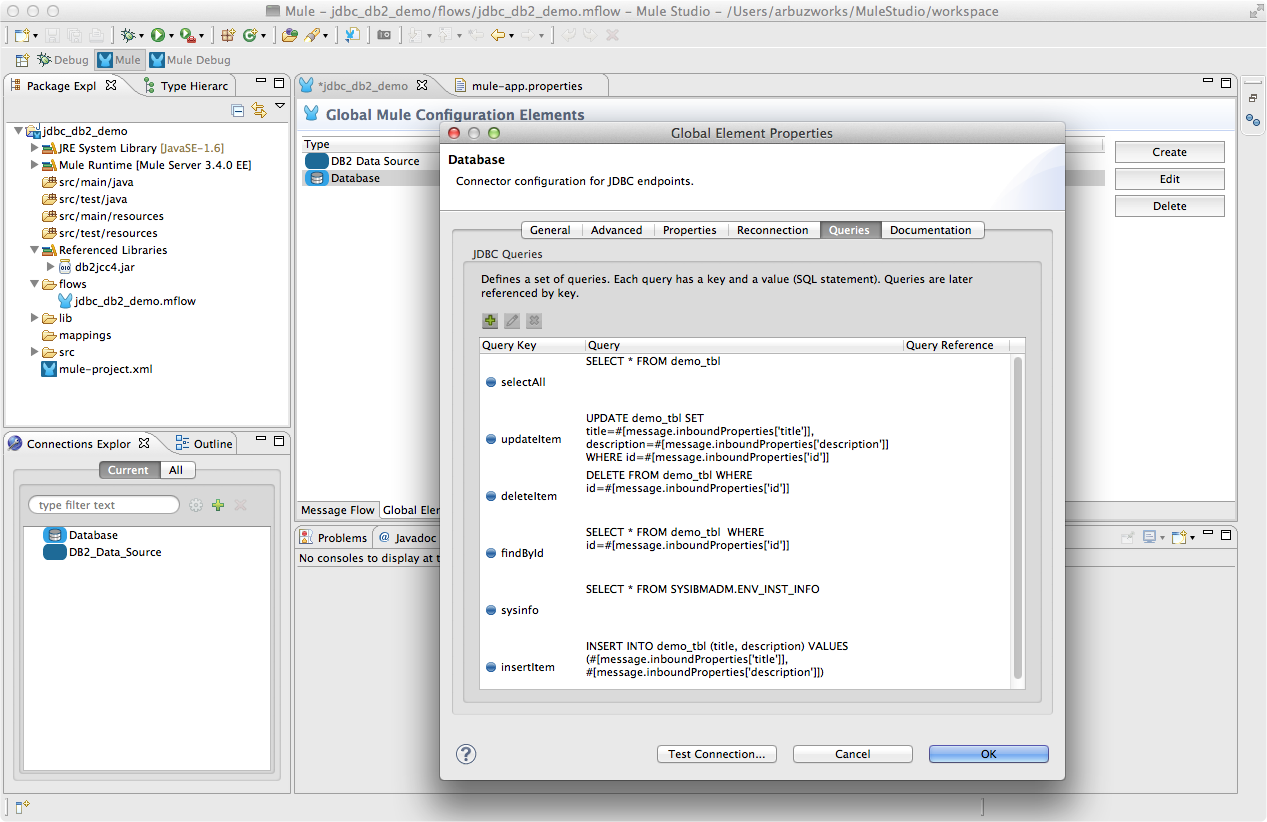 Mule – jdbc_db2_demo/flows/jdbc_db2_demo.mflow – Mule Studio – /Users/arbuzworks/MuleStudio/workspace
Debug Mule Mule Debug
Package Expl Type Hierarc
jdbc_db2_demo
JRE System Library [JavaSE-1.6]
Mule Runtime [Mule Server 3.4.0 EE]
src/main/java
src/test/java
src/main/resources
src/test/resources
Referenced Libraries
db2jcc4.jar
flows
jdbc_db2_demo.mflow
lib
mappings
src
mule-project.xml
Connections Explor Outline
Current All
type filter text
Database
DB2_Data_Source
*jdbc_db2_demo mule-app.properties
Global Mule Configuration Elements
Type
DB2 Data Source
Database
Create
Edit
Delete
Message Flow Global Eler
Problems @ Javadoc
No consoles to display at t
Global Element Properties
Database
Connector configuration for JDBC endpoints.
General Advanced Properties Reconnection Queries Documentation
JDBC Queries
Defines a set of queries. Each query has a key and a value (SQL statement). Queries are later
referenced by key.
Query Key Query Query Reference
SELECT * FROM demo_tbl
selectAll
UPDATE demo_tbl SET
title=#[message.inboundProperties['title']],
description=#[message.inboundProperties['description']]
WHERE id=#[message.inboundProperties['id']]
updateItem
DELETE FROM demo_tbl WHERE
id=#[message.inboundProperties['id']]
deleteItem
SELECT * FROM demo_tbl  WHERE
id=#[message.inboundProperties['id']]
findById
SELECT * FROM SYSIBMADM.ENV_INST_INFO
sysinfo
INSERT INTO demo_tbl (title, description) VALUES
(#[message.inboundProperties['title']],
#[message.inboundProperties['description']])
insertItem
? Test Connection... Cancel OK